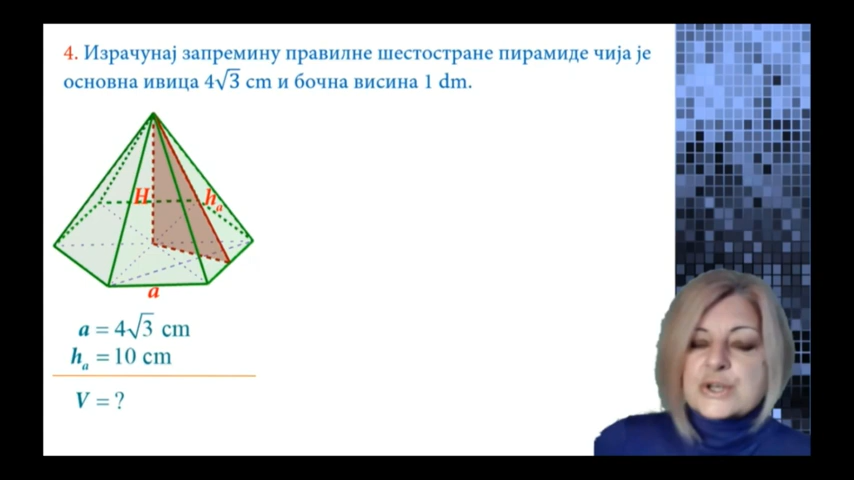 4. Израчунај запремину правилне шестостране пирамиде чија је
основна ивица 4√3 cm и бочна висина 1 dm.
H
hₐ
a
a = 4√3 cm
hₐ = 10 cm
V = ?